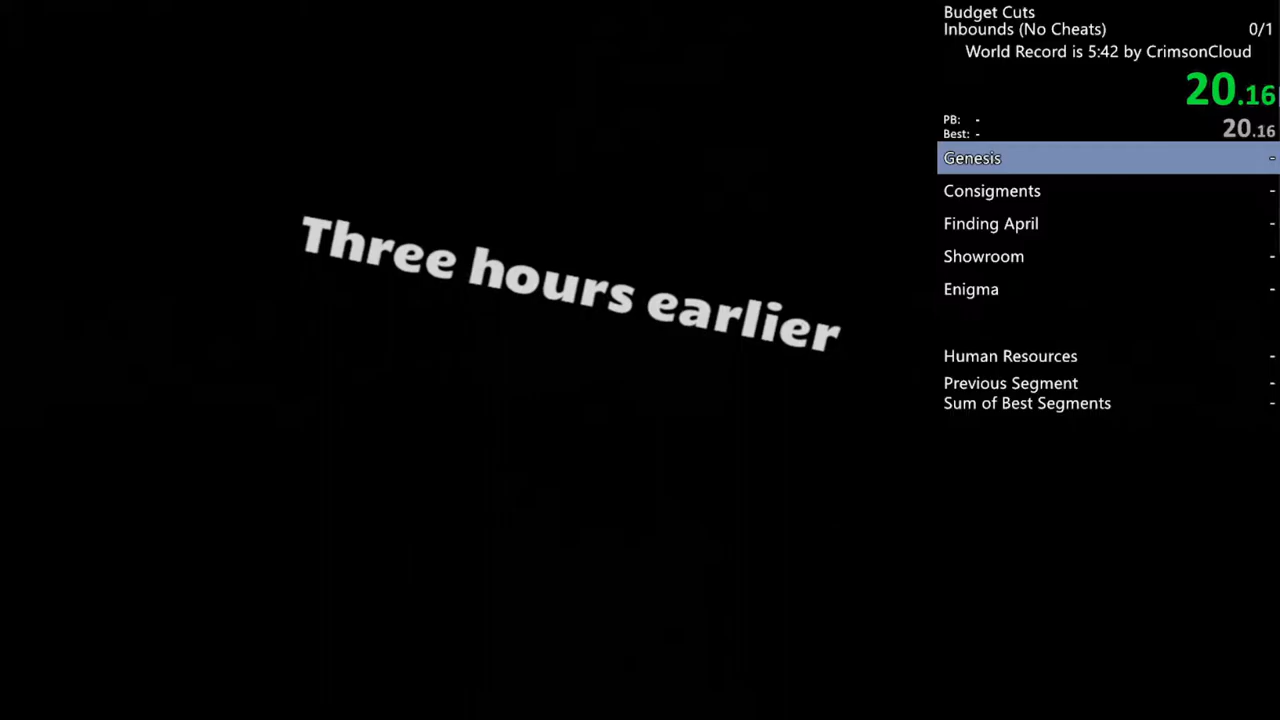 Budget Cuts
Inbounds (No Cheats) 0/1
World Record is 5:42 by CrimsonCloud
20.16
PB: -
20.16
Best: -
Genesis -
Consigments -
Finding April -
Showroom -
Enigma -
Human Resources -
Previous Segment -
Sum of Best Segments -
Three hours earlier